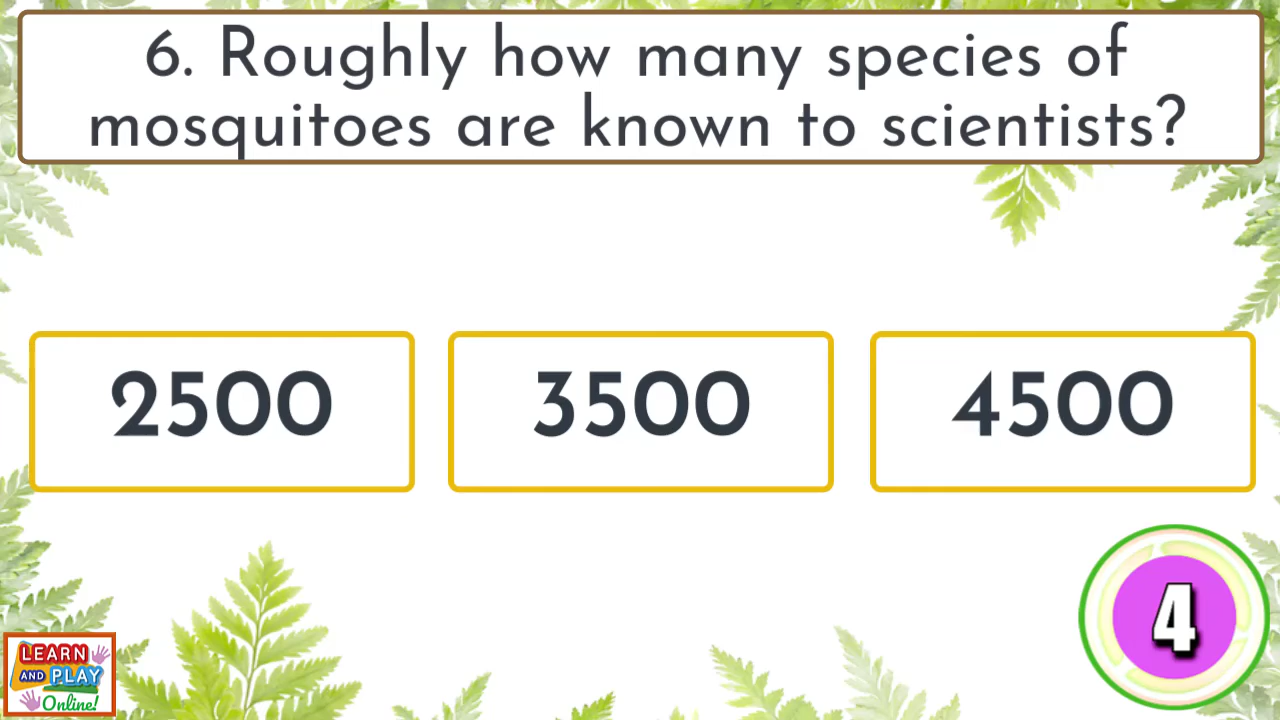 6. Roughly how many species of
mosquitoes are known to scientists?
2500
3500
4500
4
LEARN
AND PLAY
Online!